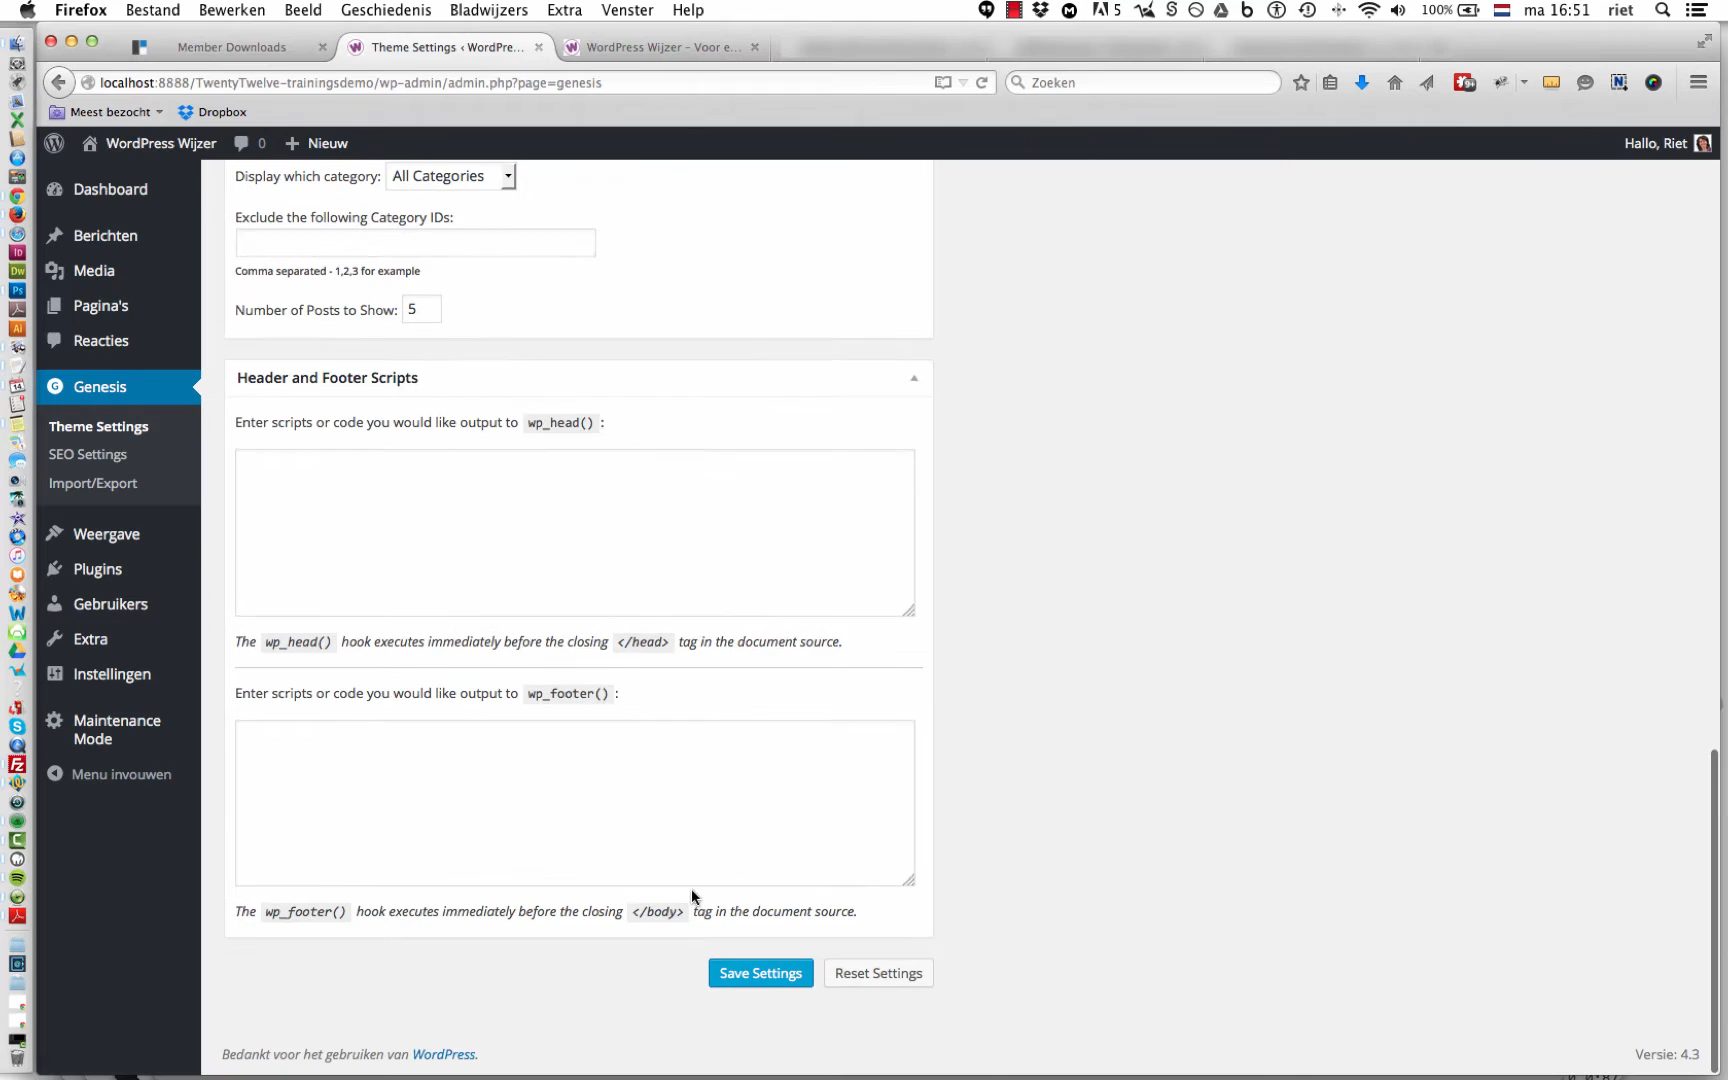 Firefox Bestand Bewerken Beeld Geschiedenis Bladwijzers Extra Venster Help 5 100% ma 16:51 riet
Member Downloads Theme Settings ‹ WordPre... WordPress Wijzer – Voor e...
localhost:8888/TwentyTwelve-trainingsdemo/wp-admin/admin.php?page=genesis Zoeken
Meest bezocht Dropbox
WordPress Wijzer 0 + Nieuw Hallo, Riet
Display which category: All Categories
Dashboard
Exclude the following Category IDs:
Berichten
Comma separated - 1,2,3 for example
Media
Pagina's
Number of Posts to Show: 5
Reacties
Header and Footer Scripts
Genesis
Enter scripts or code you would like output to wp_head() :
Theme Settings
SEO Settings
Import/Export
Weergave
Plugins
Gebruikers
Extra
The wp_head() hook executes immediately before the closing </head> tag in the document source.
Instellingen
Enter scripts or code you would like output to wp_footer() :
Maintenance
Mode
Menu invouwen
The wp_footer() hook executes immediately before the closing </body> tag in the document source.
Save Settings Reset Settings
Bedankt voor het gebruiken van WordPress. Versie: 4.3